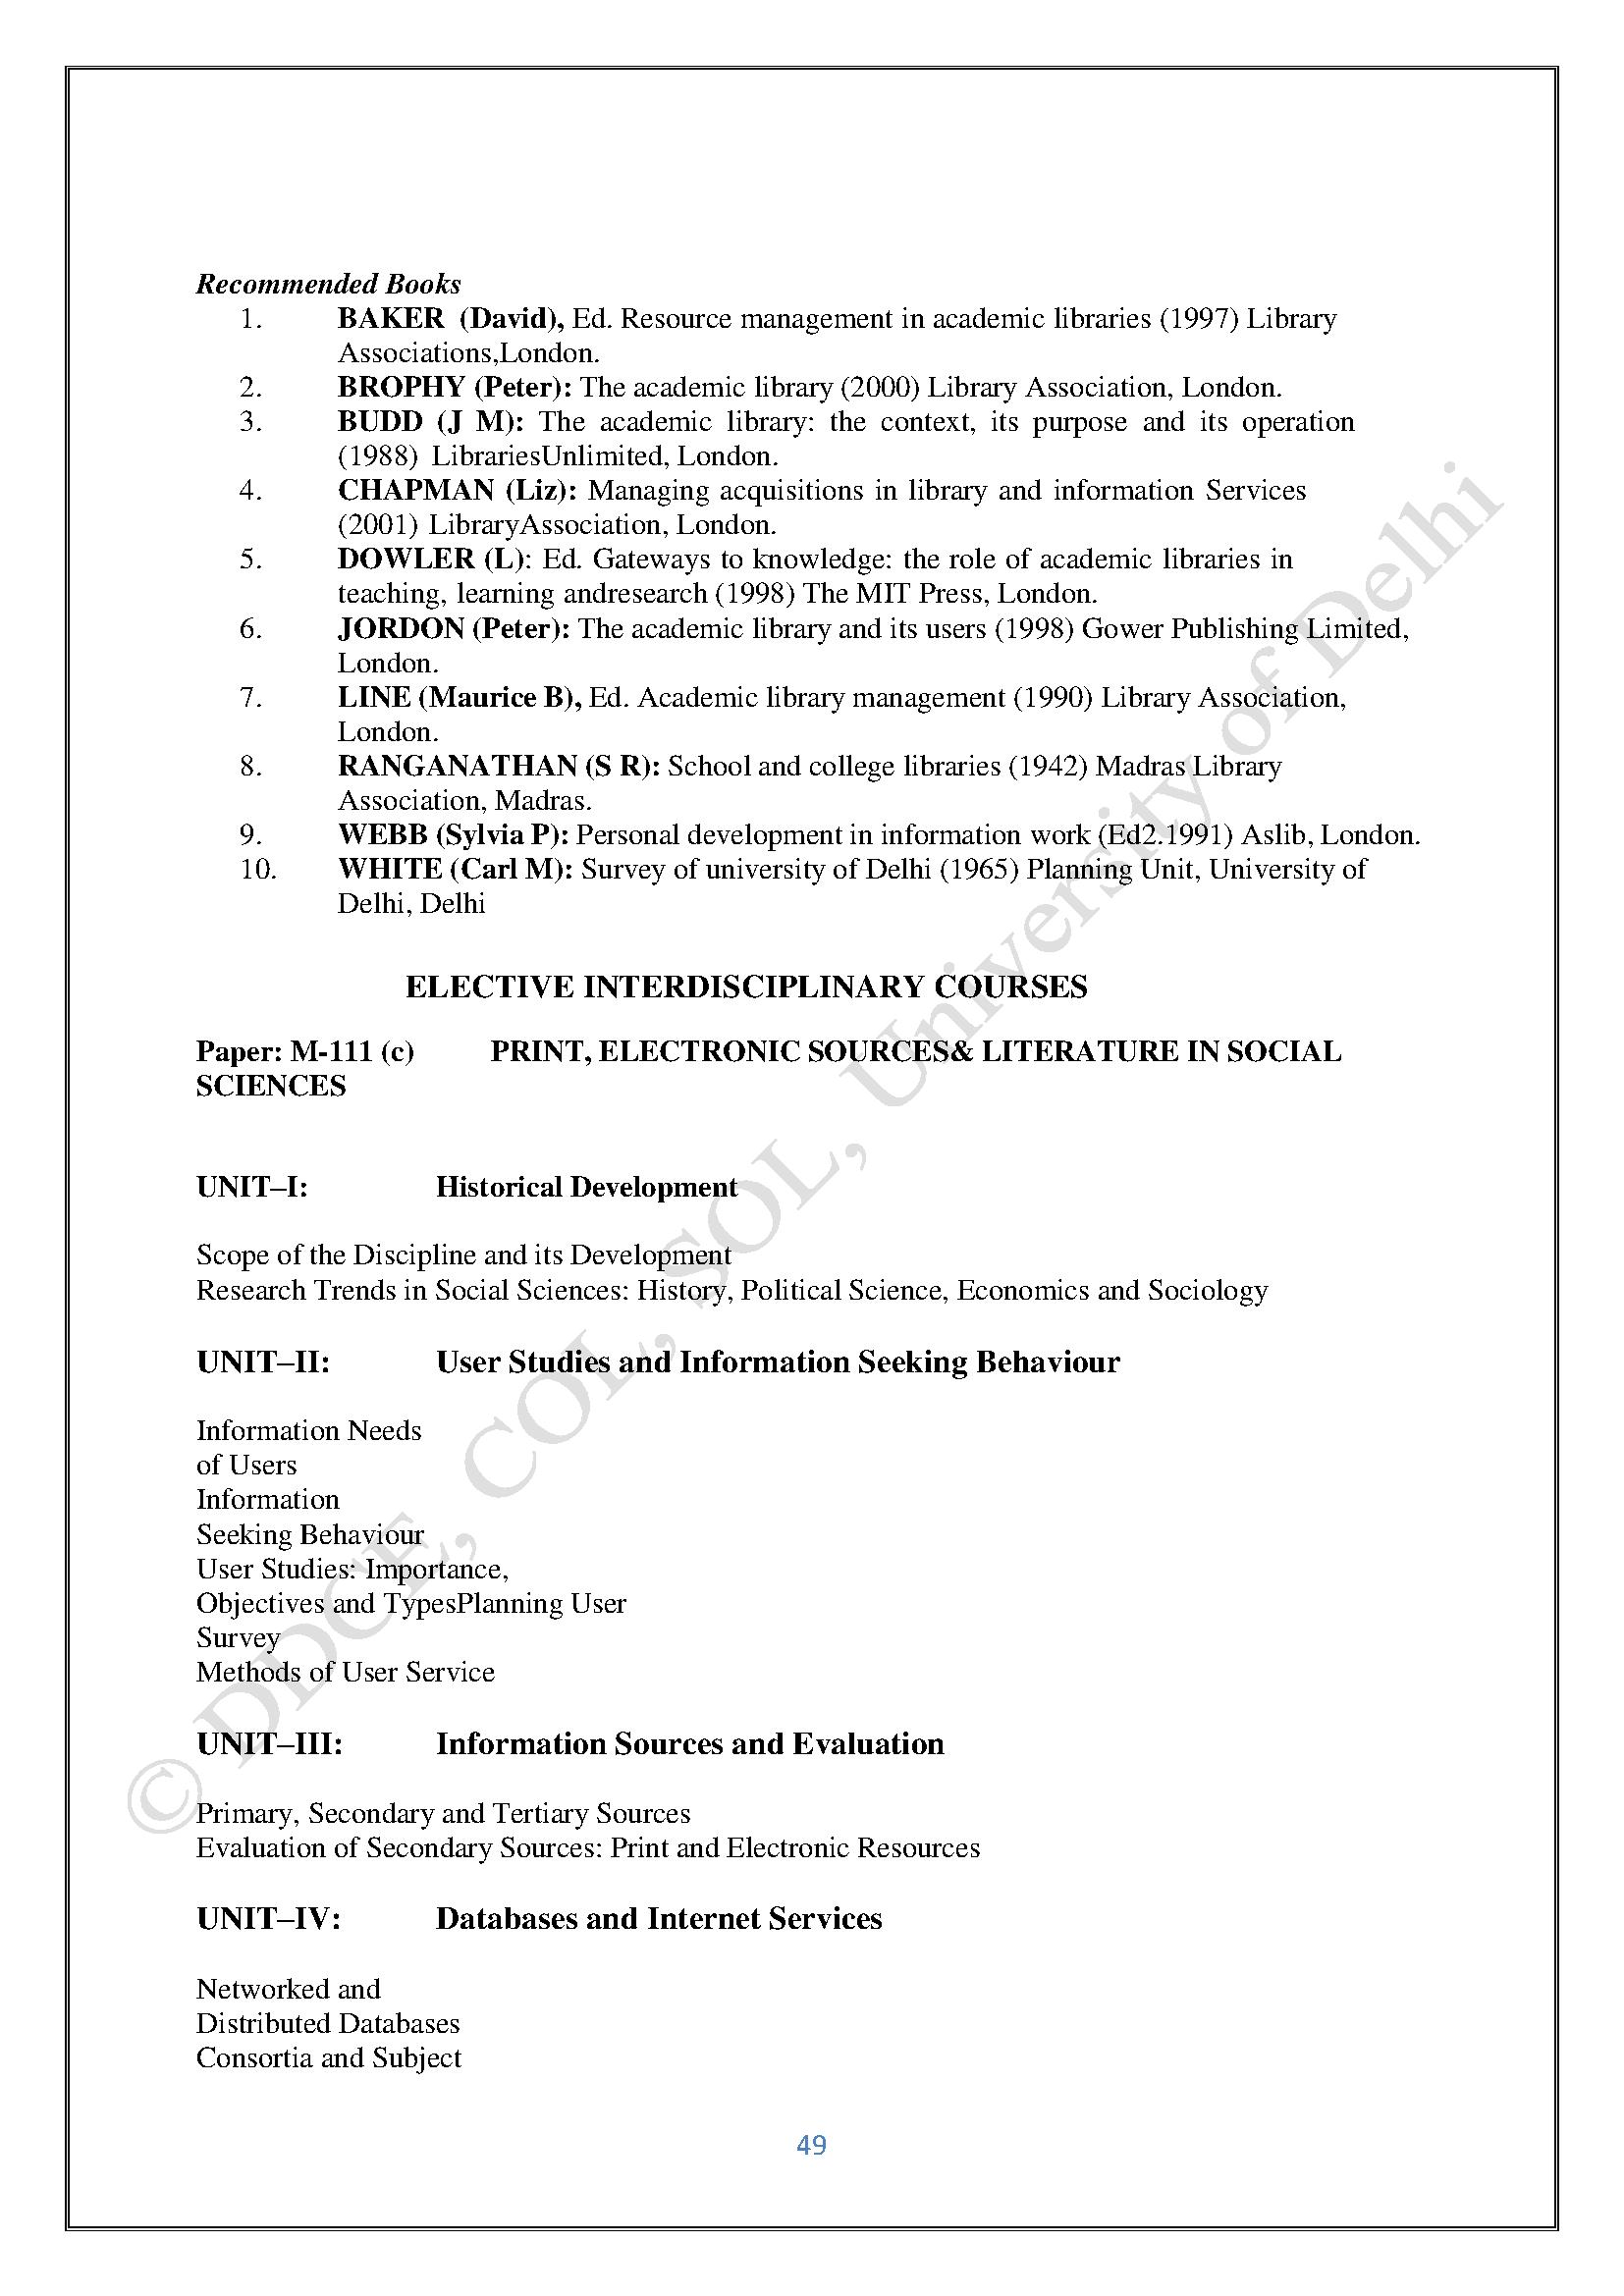 Recommended Books
1. BAKER (David), Ed. Resource management in academic libraries (1997) Library
Associations,London.
2. BROPHY (Peter): The academic library (2000) Library Association, London.
3. BUDD (J M): The academic library: the context, its purpose and its operation
(1988) LibrariesUnlimited, London.
4. CHAPMAN (Liz): Managing acquisitions in library and information Services
(2001) LibraryAssociation, London.
5. DOWLER (L): Ed. Gateways to knowledge: the role of academic libraries in
teaching, learning andresearch (1998) The MIT Press, London.
6. JORDON (Peter): The academic library and its users (1998) Gower Publishing Limited,
London.
7. LINE (Maurice B), Ed. Academic library management (1990) Library Association,
London.
8. RANGANATHAN (S R): School and college libraries (1942) Madras Library
Association, Madras.
9. WEBB (Sylvia P): Personal development in information work (Ed2.1991) Aslib, London.
10. WHITE (Carl M): Survey of university of Delhi (1965) Planning Unit, University of
Delhi, Delhi
ELECTIVE INTERDISCIPLINARY COURSES
Paper: M-111 (c) PRINT, ELECTRONIC SOURCES& LITERATURE IN SOCIAL
SCIENCES
UNIT–I: Historical Development
Scope of the Discipline and its Development
Research Trends in Social Sciences: History, Political Science, Economics and Sociology
UNIT–II: User Studies and Information Seeking Behaviour
Information Needs
of Users
Information
Seeking Behaviour
User Studies: Importance,
Objectives and TypesPlanning User
Survey
Methods of User Service
UNIT–III: Information Sources and Evaluation
Primary, Secondary and Tertiary Sources
Evaluation of Secondary Sources: Print and Electronic Resources
UNIT–IV: Databases and Internet Services
Networked and
Distributed Databases
Consortia and Subject
49
© DDCE, COL, SOL, University of Delhi